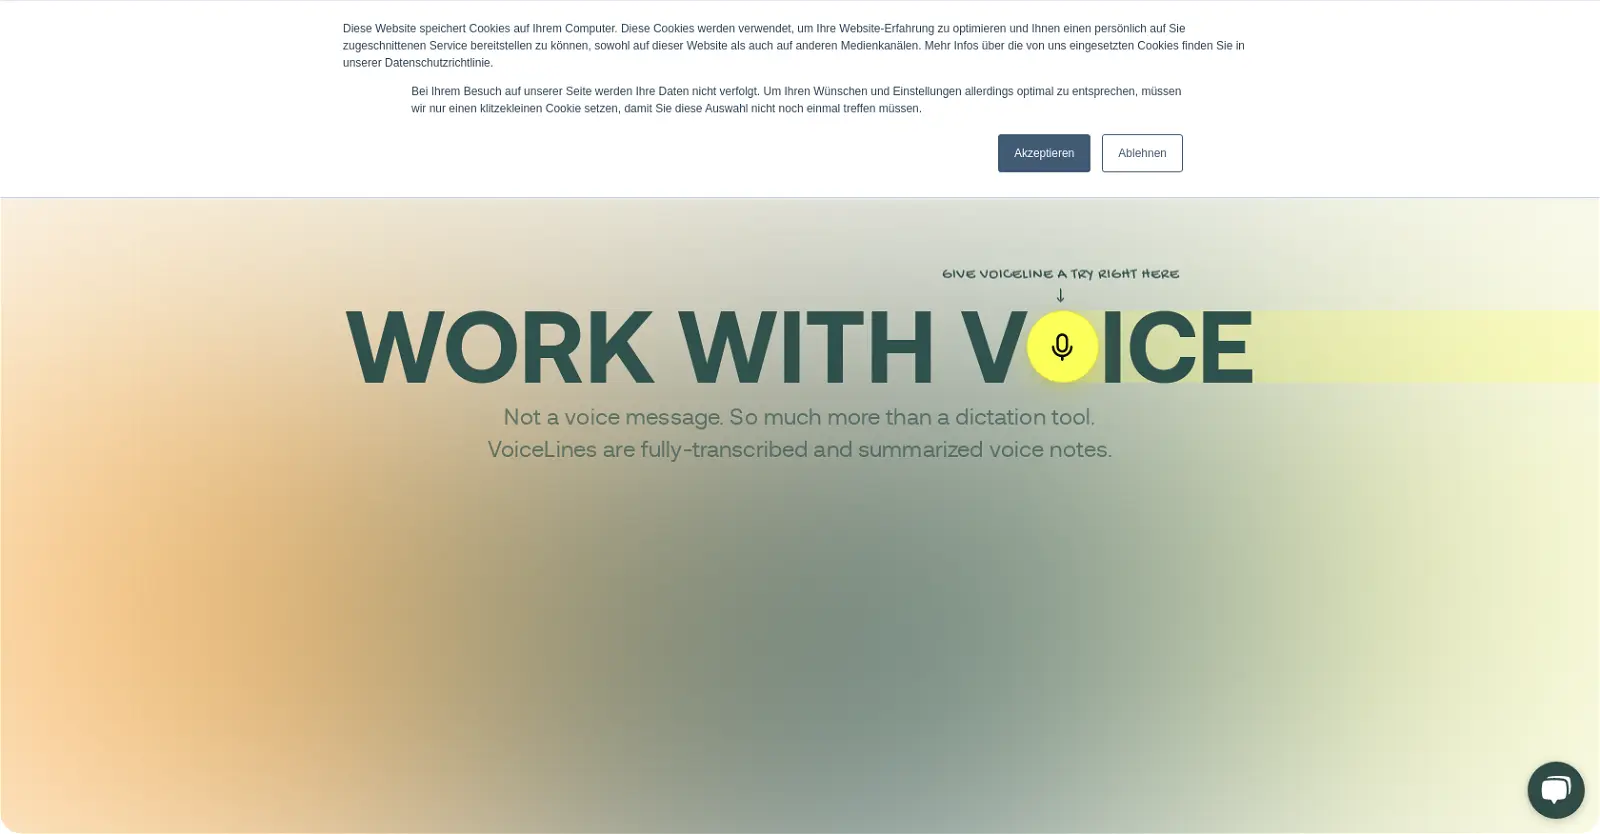 Diese Website speichert Cookies auf Ihrem Computer. Diese Cookies werden verwendet, um Ihre Website-Erfahrung zu optimieren und Ihnen einen persönlich auf Sie
zugeschnittenen Service bereitstellen zu können, sowohl auf dieser Website als auch auf anderen Medienkanälen. Mehr Infos über die von uns eingesetzten Cookies finden Sie in
unserer Datenschutzrichtlinie.
Bei Ihrem Besuch auf unserer Seite werden Ihre Daten nicht verfolgt. Um Ihren Wünschen und Einstellungen allerdings optimal zu entsprechen, müssen
wir nur einen klitzekleinen Cookie setzen, damit Sie diese Auswahl nicht noch einmal treffen müssen.
Akzeptieren Ablehnen
GIVE VOICELINE A TRY RIGHT HERE
WORK WITH V ICE
Not a voice message. So much more than a dictation tool.
VoiceLines are fully-transcribed and summarized voice notes.